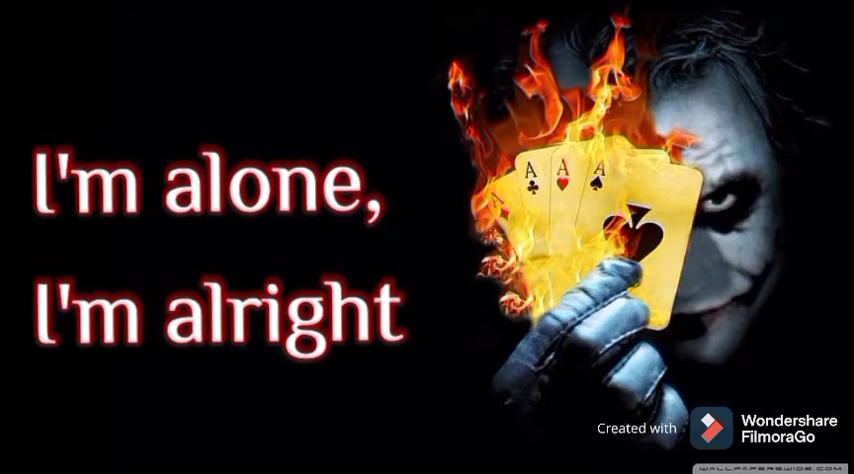 I'm alone,
I'm alright
A
A
A
A
Created with
Wondershare
FilmoraGo
WALLPAPERSWIDE.COM